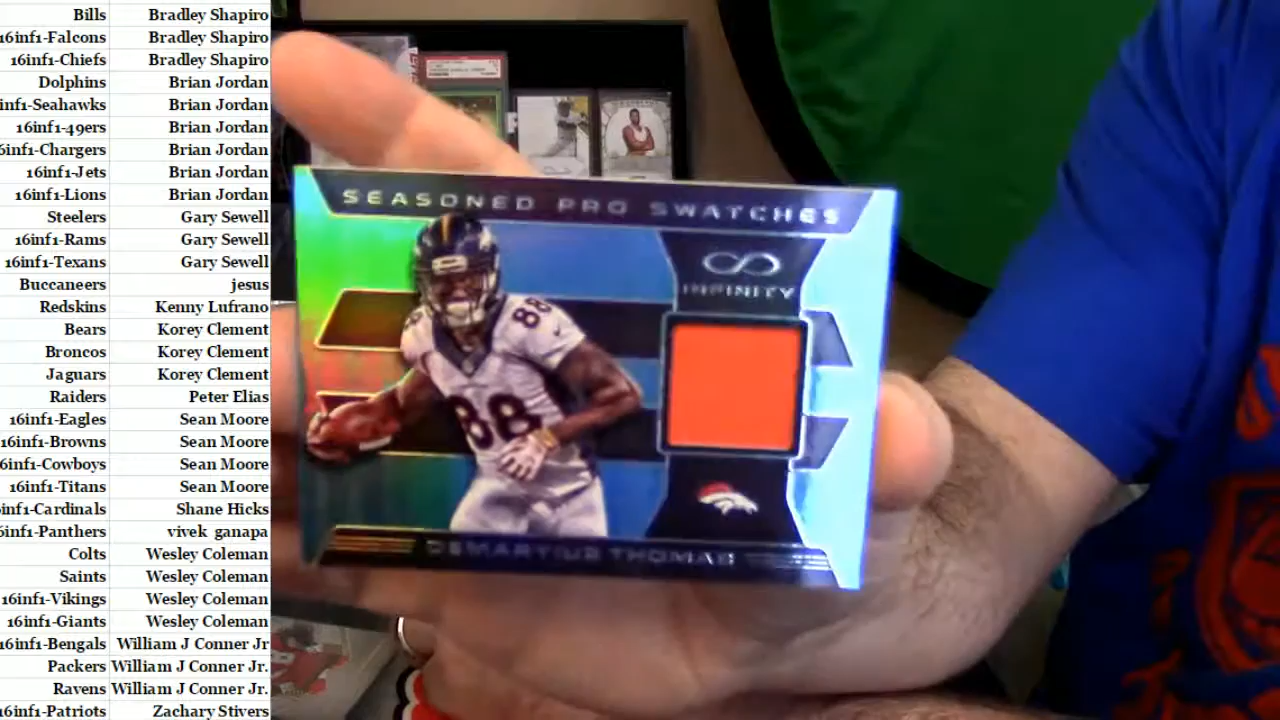 Bills Bradley Shapiro
16inf1-Falcons Bradley Shapiro
16inf1-Chiefs Bradley Shapiro
Dolphins Brian Jordan
inf1-Seahawks Brian Jordan
16inf1-49ers Brian Jordan
6inf1-Chargers Brian Jordan
16inf1-Jets Brian Jordan
16inf1-Lions Brian Jordan
Steelers Gary Sewell
16inf1-Rams Gary Sewell
16inf1-Texans Gary Sewell
Buccaneers jesus
Redskins Kenny Lufrano
Bears Korey Clement
Broncos Korey Clement
Jaguars Korey Clement
Raiders Peter Elias
16inf1-Eagles Sean Moore
16inf1-Browns Sean Moore
6inf1-Cowboys Sean Moore
16inf1-Titans Sean Moore
inf1-Cardinals Shane Hicks
6inf1-Panthers vivek ganapa
Colts Wesley Coleman
Saints Wesley Coleman
16inf1-Vikings Wesley Coleman
16inf1-Giants Wesley Coleman
16inf1-Bengals William J Conner Jr
Packers William J Conner Jr.
Ravens William J Conner Jr.
16inf1-Patriots Zachary Stivers
SEASONED PRO SWATCHES
INFINITY
88
88
DEMARYIUS THOMAS